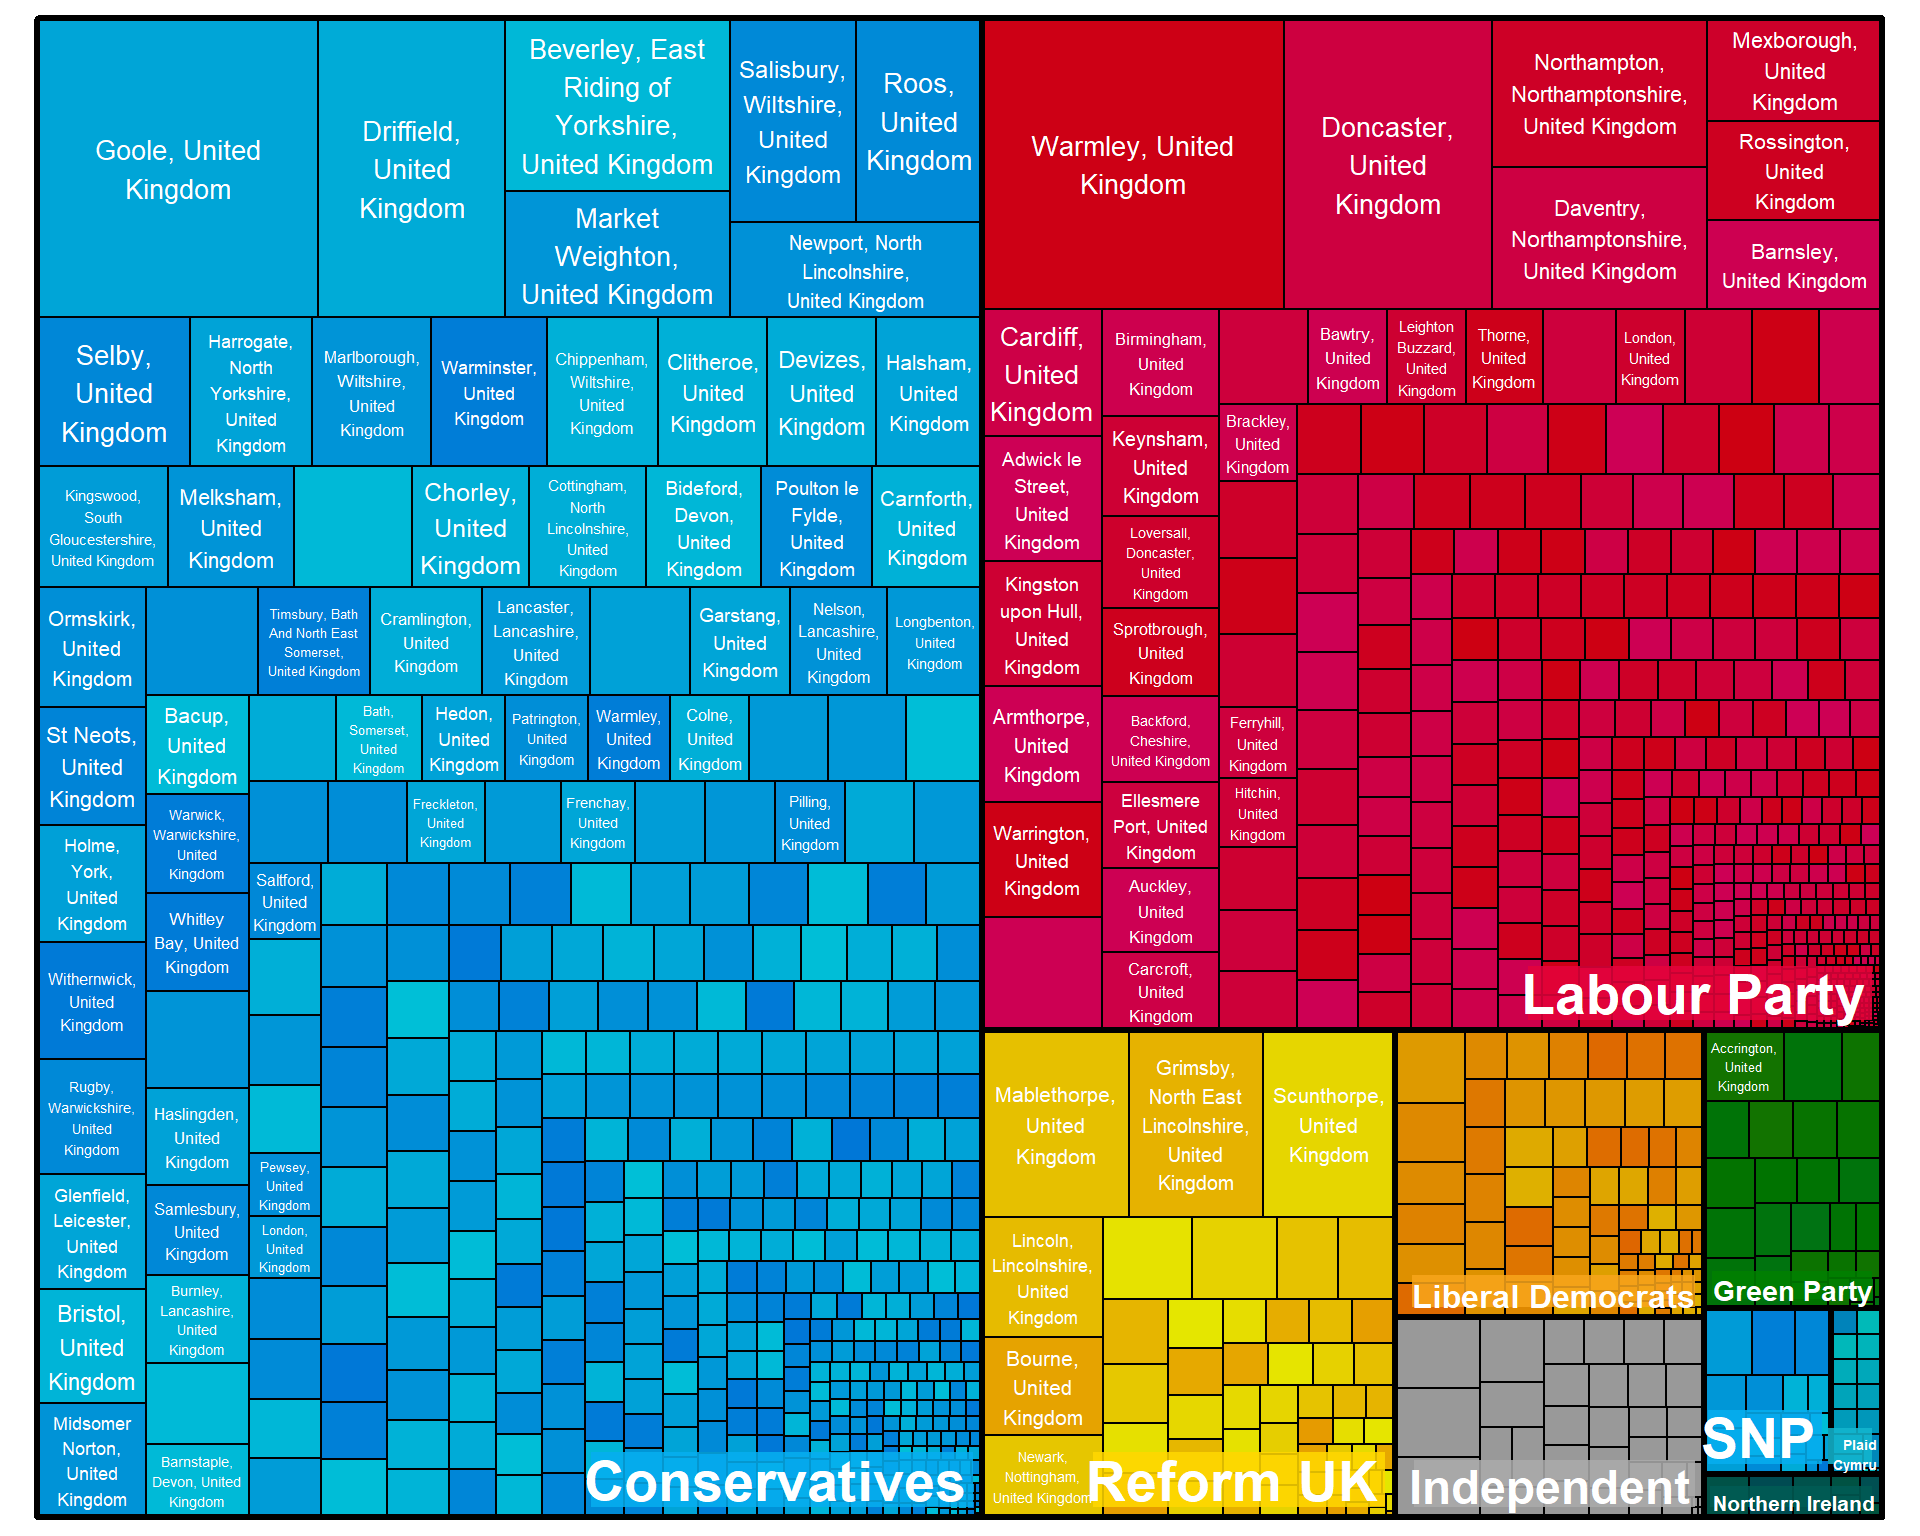 Goole, United
Kingdom
Driffield,
United
Kingdom
Beverley, East
Riding of
Yorkshire,
United Kingdom
Market
Weighton,
United Kingdom
Salisbury,
Wiltshire,
United
Kingdom
Roos,
United
Kingdom
Newport, North
Lincolnshire,
United Kingdom
Selby,
United
Kingdom
Harrogate,
North
Yorkshire,
United
Kingdom
Marlborough,
Wiltshire,
United
Kingdom
Warminster,
United
Kingdom
Chippenham,
Wiltshire,
United
Kingdom
Clitheroe,
United
Kingdom
Devizes,
United
Kingdom
Halsham,
United
Kingdom
Kingswood,
South
Gloucestershire,
United Kingdom
Melksham,
United
Kingdom
Chorley,
United
Kingdom
Cottingham,
North
Lincolnshire,
United
Kingdom
Bideford,
Devon,
United
Kingdom
Poulton le
Fylde,
United
Kingdom
Carnforth,
United
Kingdom
Ormskirk,
United
Kingdom
Timsbury, Bath
And North East
Somerset,
United Kingdom
Cramlington,
United
Kingdom
Lancaster,
Lancashire,
United
Kingdom
Garstang,
United
Kingdom
Nelson,
Lancashire,
United
Kingdom
Longbenton,
United
Kingdom
St Neots,
United
Kingdom
Bacup,
United
Kingdom
Bath,
Somerset,
United
Kingdom
Hedon,
United
Kingdom
Patrington,
United
Kingdom
Warmley,
United
Kingdom
Colne,
United
Kingdom
Warwick,
Warwickshire,
United
Kingdom
Freckleton,
United
Kingdom
Frenchay,
United
Kingdom
Pilling,
United
Kingdom
Holme,
York,
United
Kingdom
Whitley
Bay, United
Kingdom
Saltford,
United
Kingdom
Withernwick,
United
Kingdom
Rugby,
Warwickshire,
United
Kingdom
Haslingden,
United
Kingdom
Pewsey,
United
Kingdom
Glenfield,
Leicester,
United
Kingdom
Samlesbury,
United
Kingdom
London,
United
Kingdom
Bristol,
United
Kingdom
Burnley,
Lancashire,
United
Kingdom
Midsomer
Norton,
United
Kingdom
Barnstaple,
Devon, United
Kingdom
Conservatives
Warmley, United
Kingdom
Doncaster,
United
Kingdom
Northampton,
Northamptonshire,
United Kingdom
Daventry,
Northamptonshire,
United Kingdom
Mexborough,
United
Kingdom
Rossington,
United
Kingdom
Barnsley,
United Kingdom
Cardiff,
United
Kingdom
Birmingham,
United
Kingdom
Bawtry,
United
Kingdom
Leighton
Buzzard,
United
Kingdom
Thorne,
United
Kingdom
London,
United
Kingdom
Adwick le
Street,
United
Kingdom
Keynsham,
United
Kingdom
Brackley,
United
Kingdom
Loversall,
Doncaster,
United
Kingdom
Kingston
upon Hull,
United
Kingdom
Sprotbrough,
United
Kingdom
Armthorpe,
United
Kingdom
Backford,
Cheshire,
United Kingdom
Ferryhill,
United
Kingdom
Ellesmere
Port, United
Kingdom
Hitchin,
United
Kingdom
Warrington,
United
Kingdom
Auckley,
United
Kingdom
Carcroft,
United
Kingdom
Labour Party
Mablethorpe,
United
Kingdom
Grimsby,
North East
Lincolnshire,
United
Kingdom
Scunthorpe,
United
Kingdom
Lincoln,
Lincolnshire,
United
Kingdom
Bourne,
United
Kingdom
Newark,
Nottingham,
United Kingdom
Reform UK
Liberal Democrats
Independent
Accrington,
United
Kingdom
Green Party
SNP
Plaid
Cymru
Northern Ireland